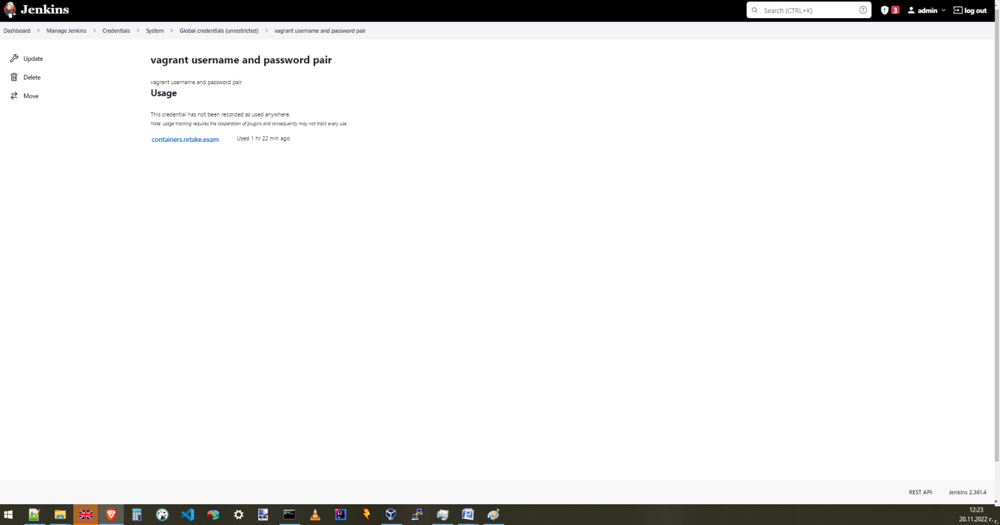 Jenkins
Search (CTRL+K)
3
admin
log out
Dashboard > Manage Jenkins > Credentials > System > Global credentials (unrestricted) > vagrant username and password pair
Update
Delete
Move
vagrant username and password pair
vagrant username and password pair
Usage
This credential has not been recorded as used anywhere.
Note: usage tracking requires the cooperation of plugins and consequently may not track every use.
containers.retake.exam Used 1 hr 22 min ago
REST API Jenkins 2.361.4
12:23
20.11.2022 г.